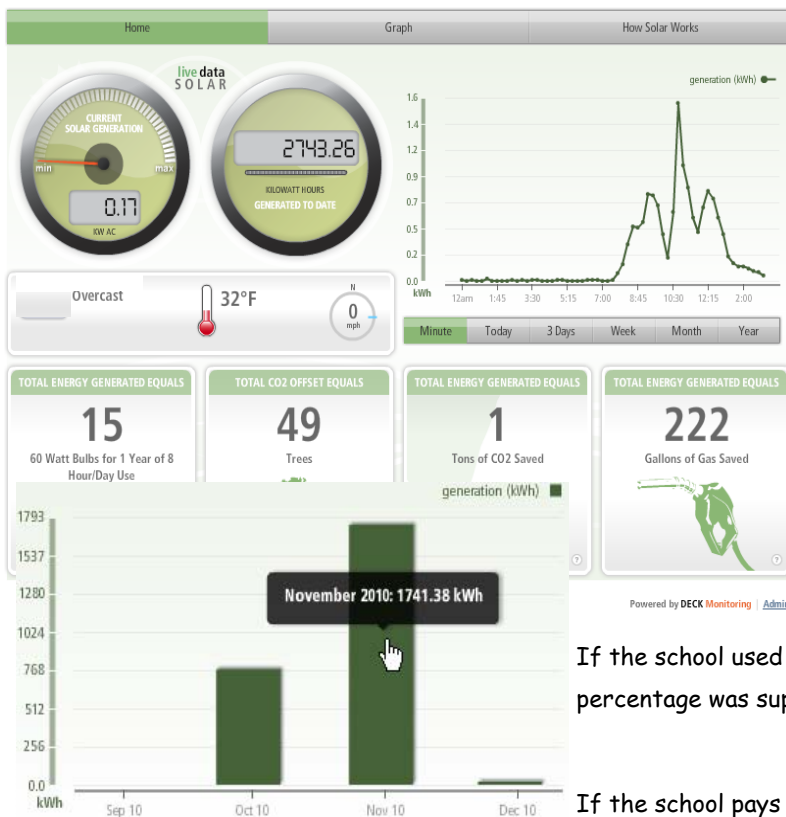 Home Graph How Solar Works
live data
SOLAR
CURRENT
SOLAR GENERATION
min max
0.17
KW AC
2743.26
KILOWATT HOURS
GENERATED TO DATE
generation (kWh)
1.6
1.4
1.2
0.9
0.7
0.5
0.2
0.0
kWh
12am 1:45 3:30 5:15 7:00 8:45 10:30 12:15 2:00
Overcast
32°F
N
0
mph
Minute Today 3 Days Week Month Year
TOTAL ENERGY GENERATED EQUALS
15
60 Watt Bulbs for 1 Year of 8
Hour/Day Use
TOTAL CO2 OFFSET EQUALS
49
Trees
TOTAL ENERGY GENERATED EQUALS
1
Tons of CO2 Saved
?
TOTAL ENERGY GENERATED EQUALS
222
Gallons of Gas Saved
?
generation (kWh)
1793
1537
1280
1024
768
512
256
0.0
kWh
November 2010: 1741.38 kWh
Sep 10 Oct 10 Nov 10 Dec 10
Powered by DECK Monitoring | Admi
If the school used
percentage was sup
If the school pays